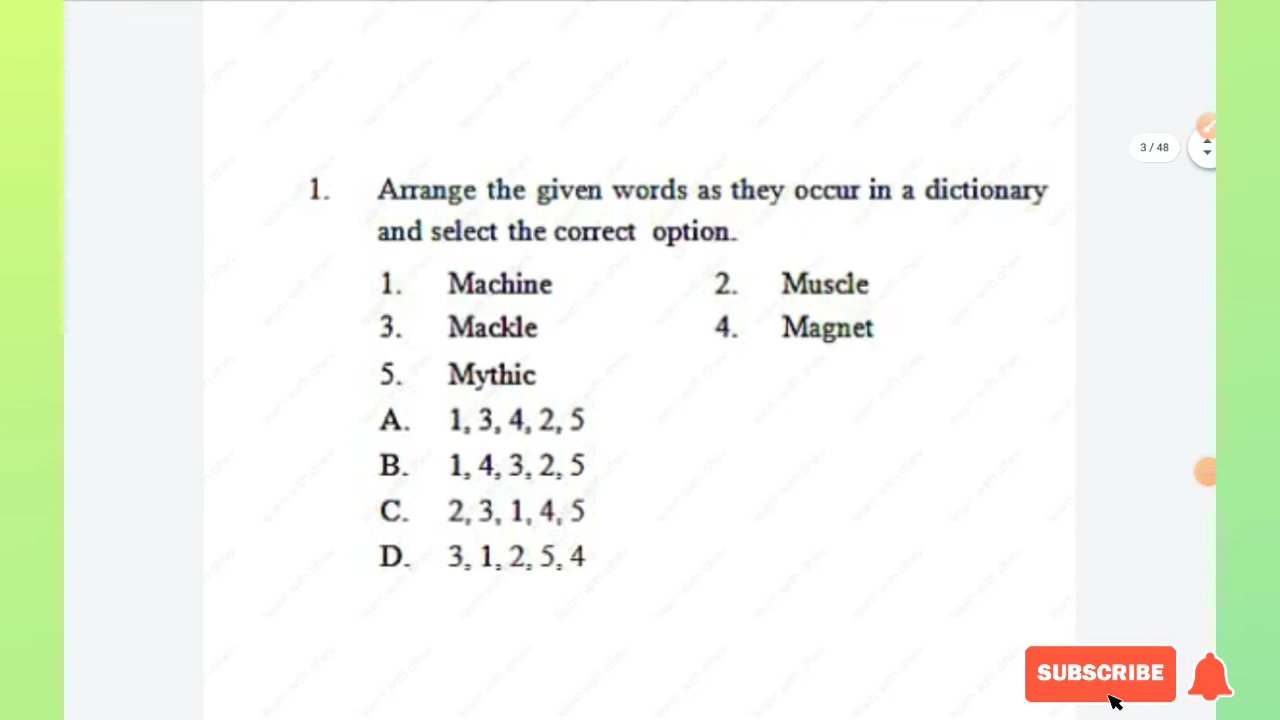 3 / 48
1. Arrange the given words as they occur in a dictionary
and select the correct option.
1. Machine 2. Muscle
3. Mackle 4. Magnet
5. Mythic
A. 1, 3, 4, 2, 5
B. 1, 4, 3, 2, 5
C. 2, 3, 1, 4, 5
D. 3, 1, 2, 5, 4
SUBSCRIBE